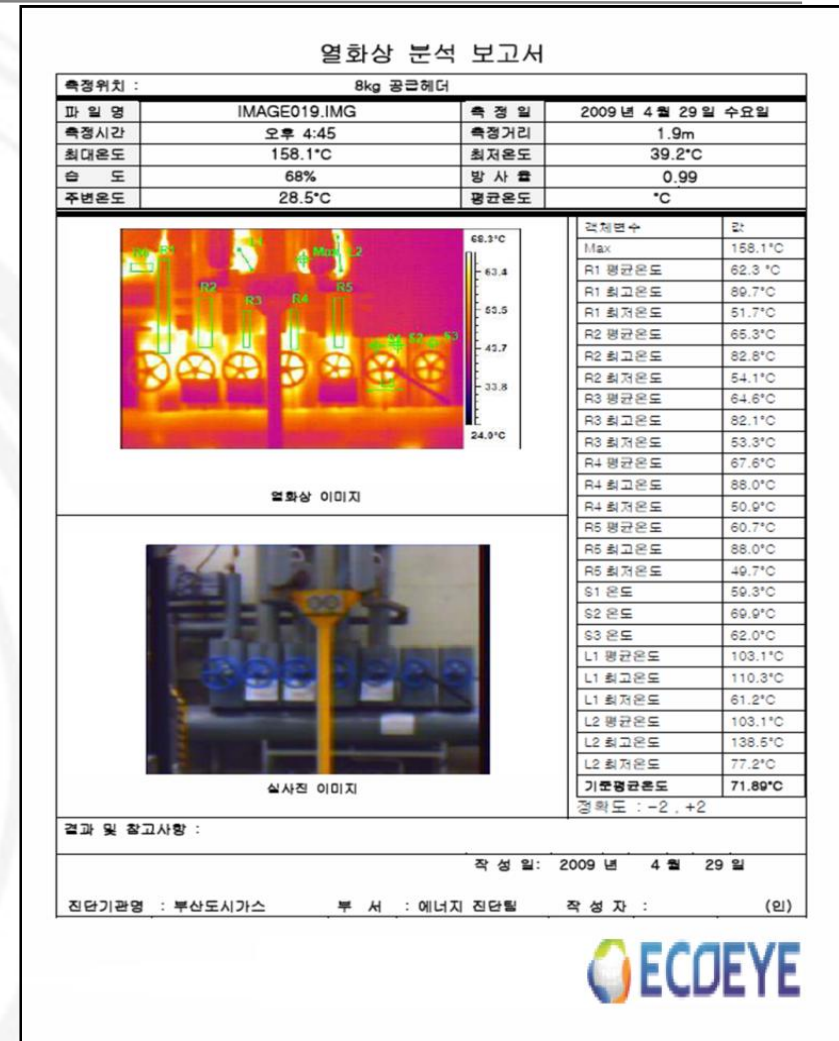 열화상 분석 보고서
측정위치 : 8kg 공급헤더
파 일 명 IMAGE019.IMG 측 정 일 2009 년 4 월 29 일 수요일
측정시간 오후 4:45 측정거리 1.9m
최대온도 158.1°C 최저온도 39.2°C
습 도 68% 방 사 율 0.99
주변온도 28.5°C 평균온도 °C
R0 R1 L1 Max L2
R2 R3 R4 R5
S1 S2 S3
68.3°C
63.4
53.5
43.7
33.8
24.0°C
열화상 이미지
실사진 이미지
객체변수 값
Max 158.1°C
R1 평균온도 62.3 °C
R1 최고온도 89.7°C
R1 최저온도 51.7°C
R2 평균온도 65.3°C
R2 최고온도 82.8°C
R2 최저온도 54.1°C
R3 평균온도 64.6°C
R3 최고온도 82.1°C
R3 최저온도 53.3°C
R4 평균온도 67.6°C
R4 최고온도 88.0°C
R4 최저온도 50.9°C
R5 평균온도 60.7°C
R5 최고온도 88.0°C
R5 최저온도 49.7°C
S1 온도 59.3°C
S2 온도 69.9°C
S3 온도 62.0°C
L1 평균온도 103.1°C
L1 최고온도 110.3°C
L1 최저온도 61.2°C
L2 평균온도 103.1°C
L2 최고온도 138.5°C
L2 최저온도 77.2°C
기준평균온도 71.89°C
정확도 : -2 , +2
결과 및 참고사항 :
작 성 일: 2009 년 4 월 29 일
진단기관명 : 부산도시가스 부 서 : 에너지 진단팀 작 성 자 : (인)
ECOEYE